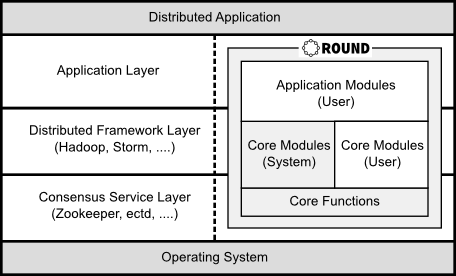 Distributed Application
Application Layer
Distributed Framework Layer
(Hadoop, Storm, ....)
Consensus Service Layer
(Zookeeper, ectd, ....)
ROUND
Application Modules
(User)
Core Modules
(System)
Core Modules
(User)
Core Functions
Operating System